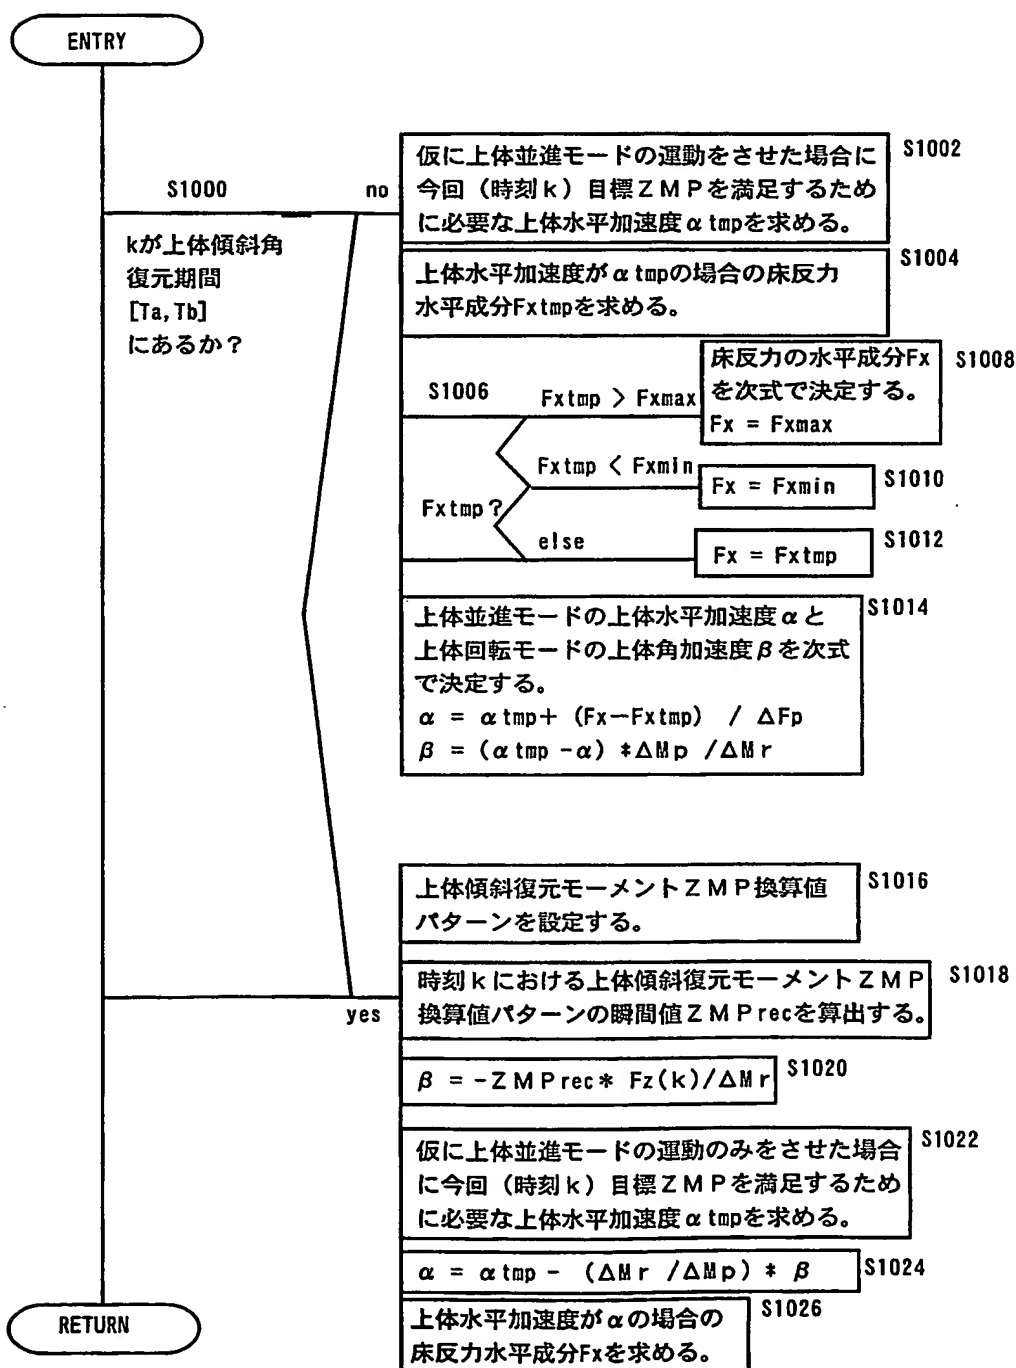 ENTRY
S1000
no
kが上体傾斜角
復元期間
[Ta,Tb]
にあるか？
仮に上体並進モードの運動をさせた場合に
今回（時刻k）目標ZMPを満足するため
に必要な上体水平加速度αtmpを求める。
S1002
上体水平加速度がαtmpの場合の床反力
水平成分Fxtmpを求める。
S1004
S1006
Fxtmp？
Fxtmp > Fxmax
床反力の水平成分Fx
を次式で決定する。
Fx = Fxmax
S1008
Fxtmp < Fxmin
Fx = Fxmin
S1010
else
Fx = Fxtmp
S1012
上体並進モードの上体水平加速度αと
上体回転モードの上体角加速度βを次式
で決定する。
α = αtmp+ (Fx-Fxtmp) / ΔFp
β = (αtmp -α) *ΔMp /ΔMr
S1014
yes
上体傾斜復元モーメントZMP換算値
パターンを設定する。
S1016
時刻kにおける上体傾斜復元モーメントZMP
換算値パターンの瞬間値ZMPrecを算出する。
S1018
β = -ZMPrec* Fz(k)/ΔMr
S1020
仮に上体並進モードの運動のみをさせた場合
に今回（時刻k）目標ZMPを満足するため
に必要な上体水平加速度αtmpを求める。
S1022
α = αtmp - (ΔMr /ΔMp) * β
S1024
上体水平加速度がαの場合の
床反力水平成分Fxを求める。
S1026
RETURN